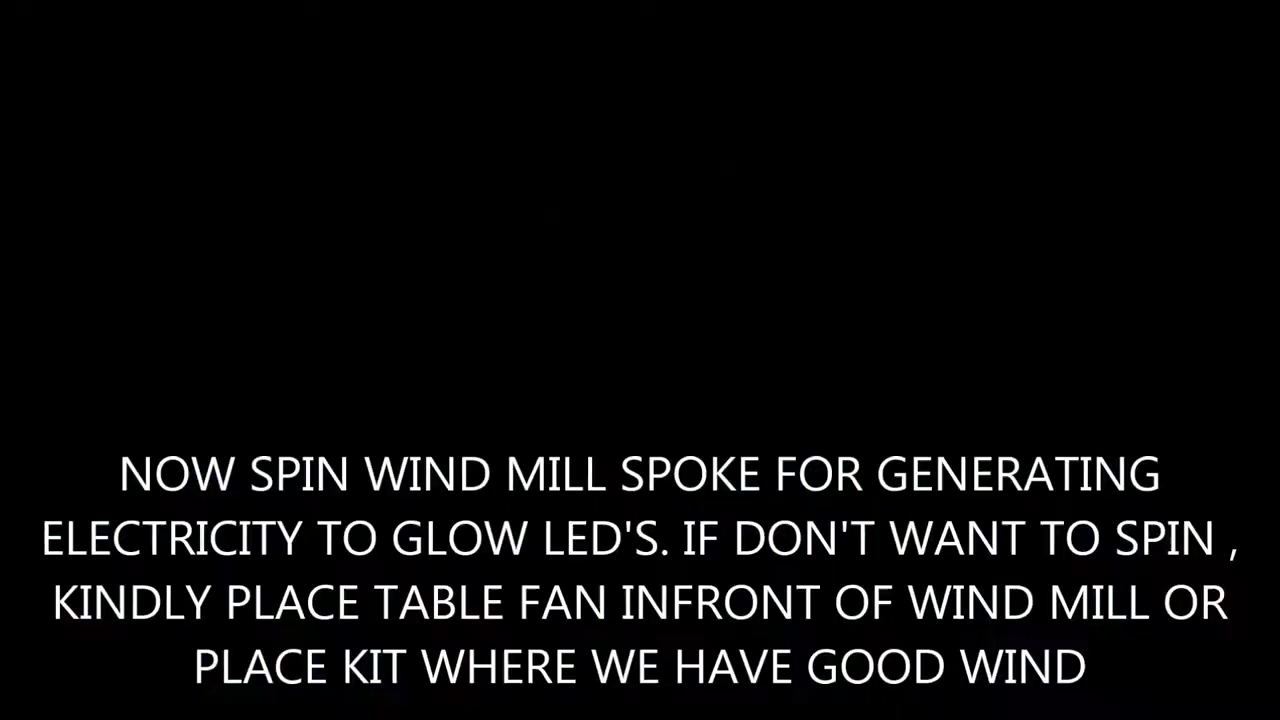 NOW SPIN WIND MILL SPOKE FOR GENERATING
ELECTRICITY TO GLOW LED'S. IF DON'T WANT TO SPIN ,
KINDLY PLACE TABLE FAN INFRONT OF WIND MILL OR
PLACE KIT WHERE WE HAVE GOOD WIND